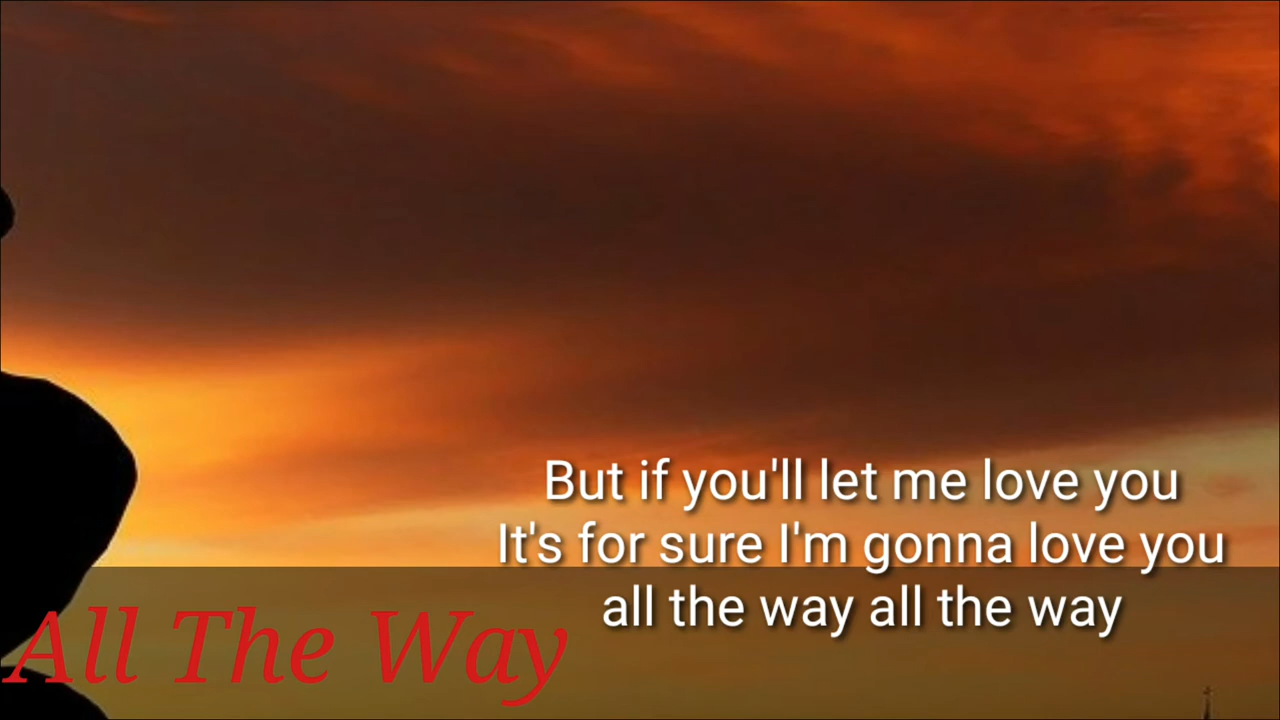 But if you'll let me love you
It's for sure I'm gonna love you
all the way all the way
All The Way